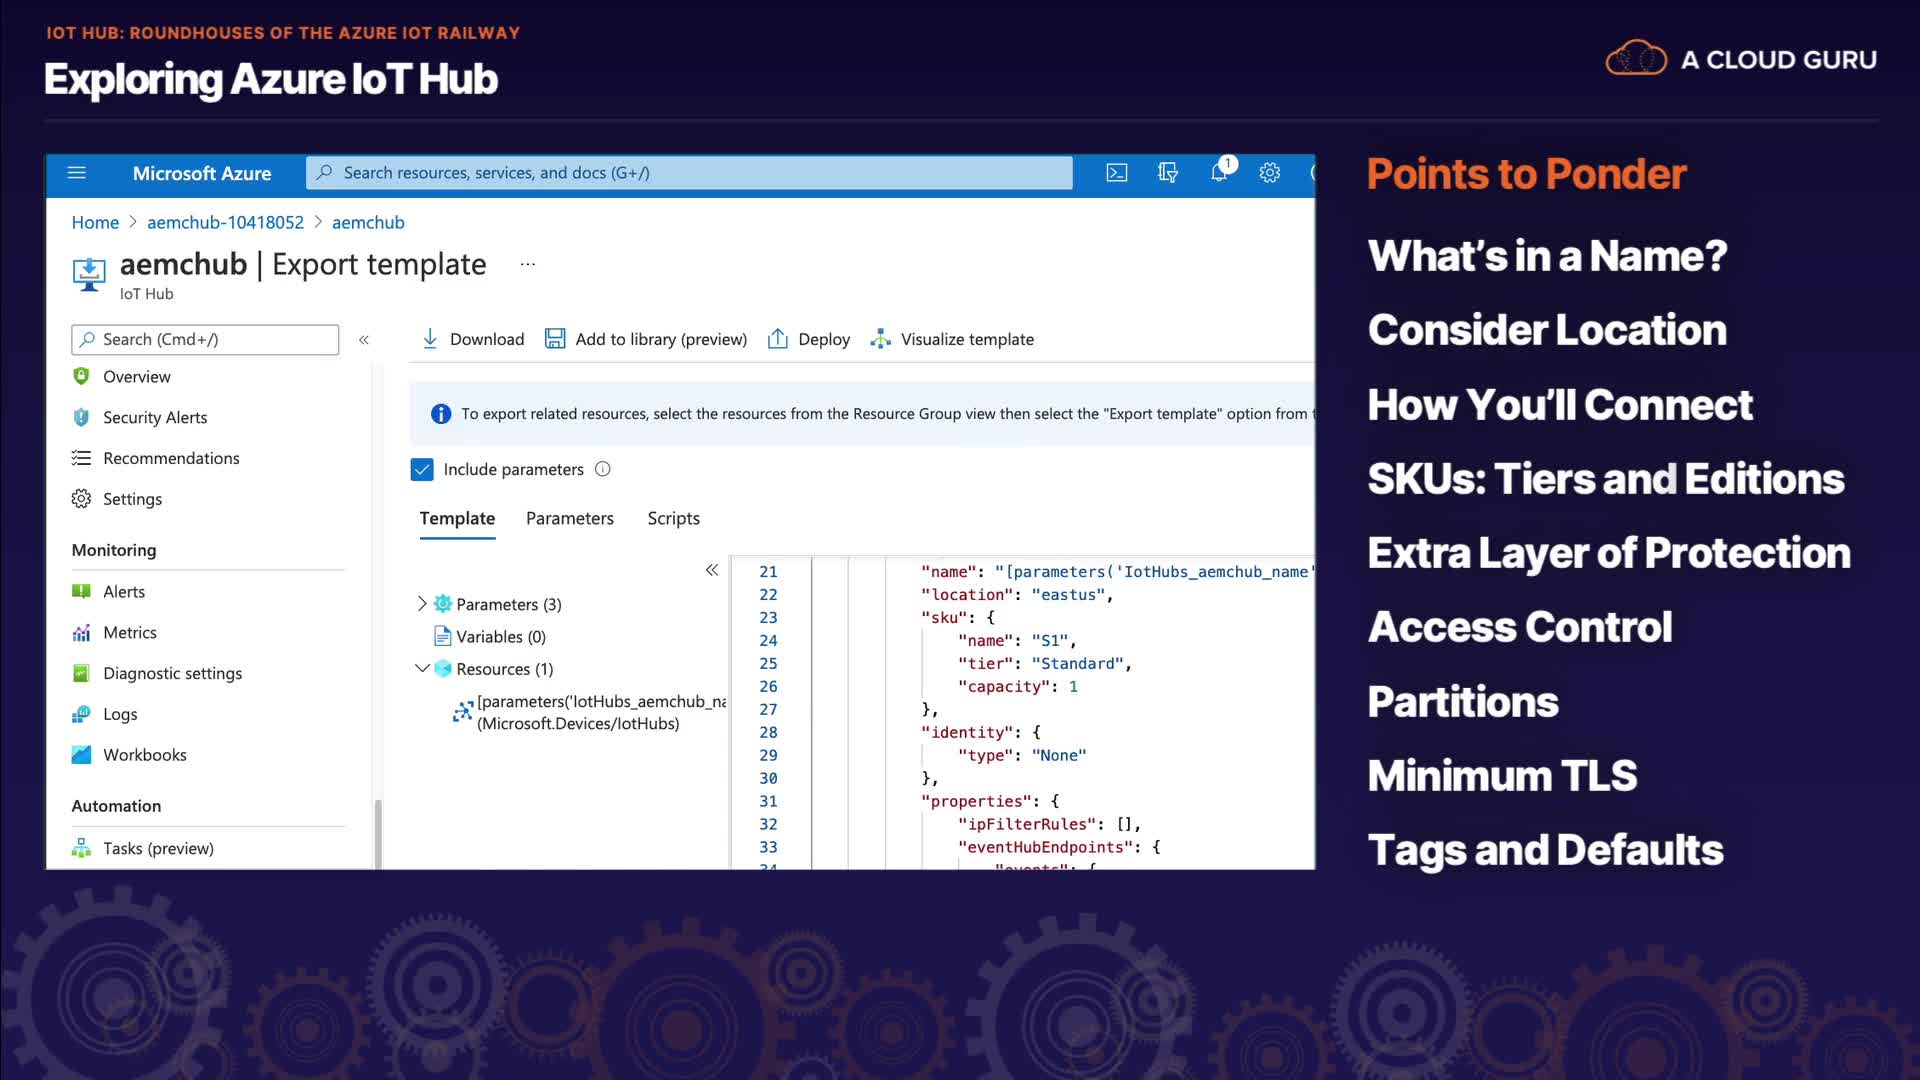 IOT HUB: ROUNDHOUSES OF THE AZURE IOT RAILWAY
Exploring Azure IoT Hub
A CLOUD GURU
Microsoft Azure
Search resources, services, and docs (G+/)
1
Home > aemchub-10418052 > aemchub
aemchub | Export template ...
IoT Hub
Search (Cmd+/)
«
Overview
Security Alerts
Recommendations
Settings
Monitoring
Alerts
Metrics
Diagnostic settings
Logs
Workbooks
Automation
Tasks (preview)
Download
Add to library (preview)
Deploy
Visualize template
To export related resources, select the resources from the Resource Group view then select the "Export template" option from
Include parameters
Template Parameters Scripts
«
Parameters (3)
Variables (0)
Resources (1)
[parameters('IotHubs_aemchub_na
(Microsoft.Devices/IotHubs)
21 "name": "[parameters('IotHubs_aemchub_name'
22 "location": "eastus",
23 "sku": {
24 "name": "S1",
25 "tier": "Standard",
26 "capacity": 1
27 },
28 "identity": {
29 "type": "None"
30 },
31 "properties": {
32 "ipFilterRules": [],
33 "eventHubEndpoints": {
34 "events": {
Points to Ponder
What's in a Name?
Consider Location
How You'll Connect
SKUs: Tiers and Editions
Extra Layer of Protection
Access Control
Partitions
Minimum TLS
Tags and Defaults